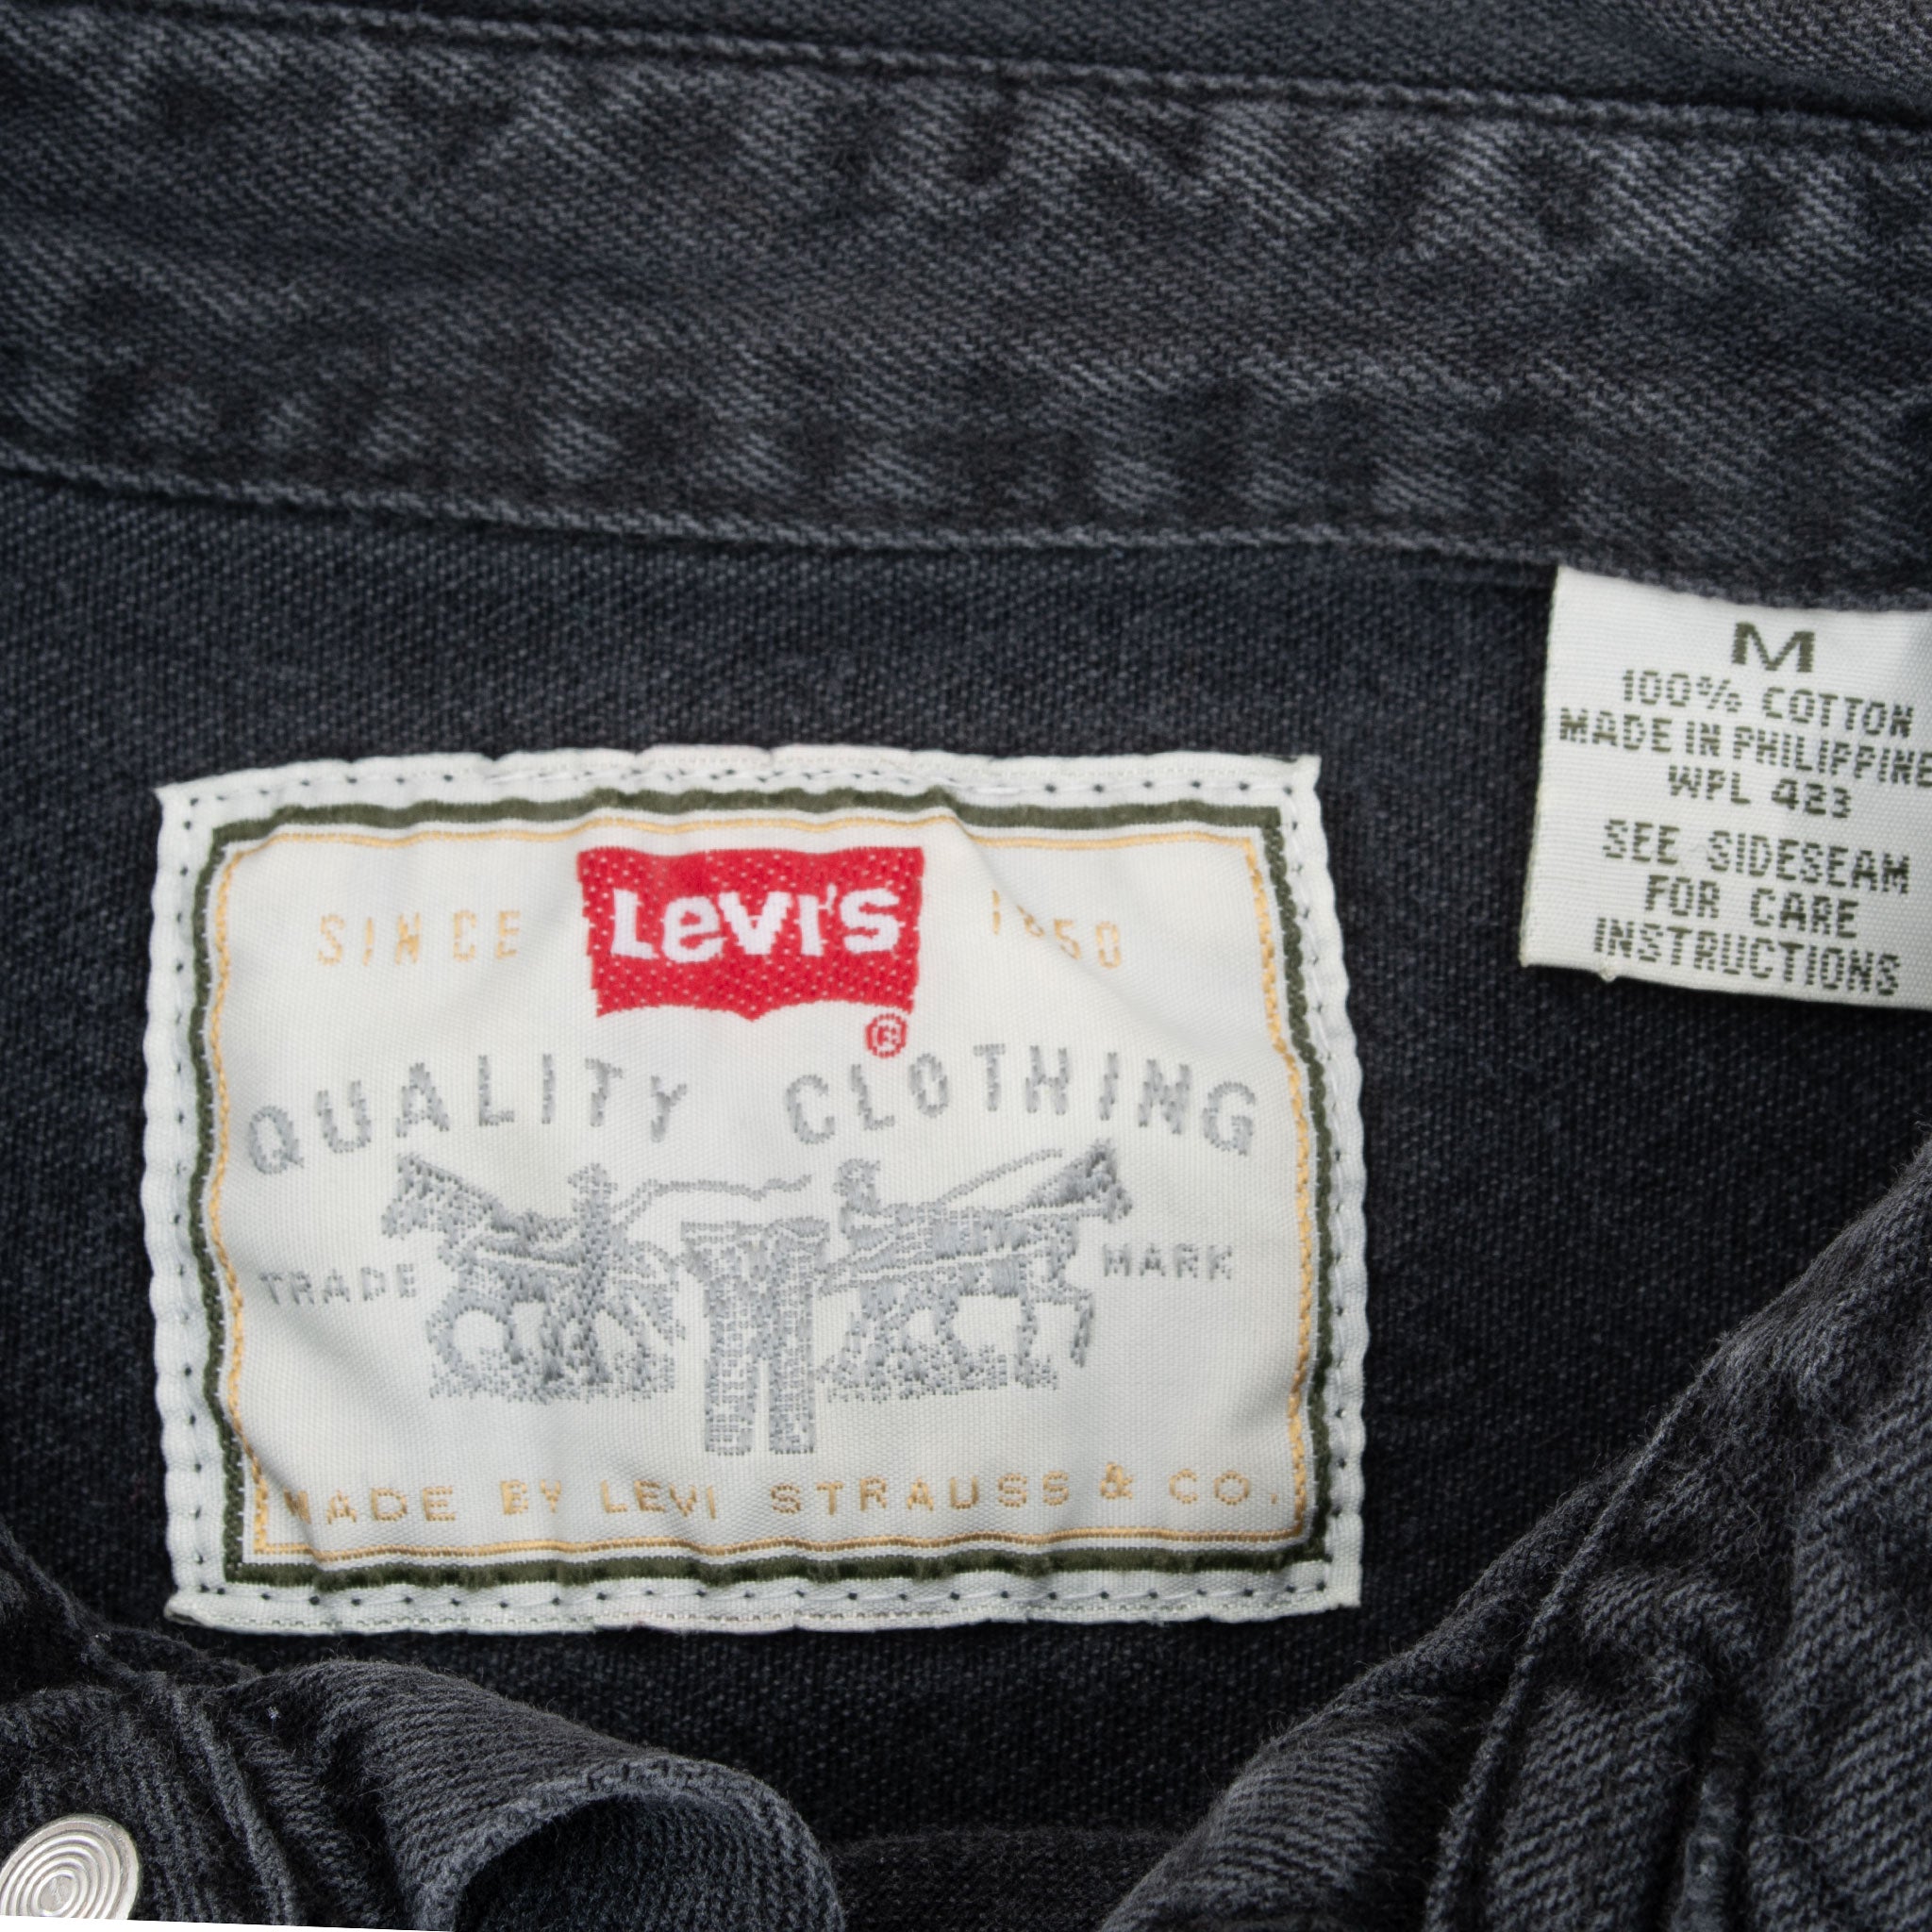 SINCE LEVI'S 1850
®
QUALITY CLOTHING
TRADE MARK
MADE BY LEVI STRAUSS & CO.
M
100% COTTON
MADE IN PHILIPPINE
WPL 423
SEE SIDESEAM
FOR CARE
INSTRUCTIONS